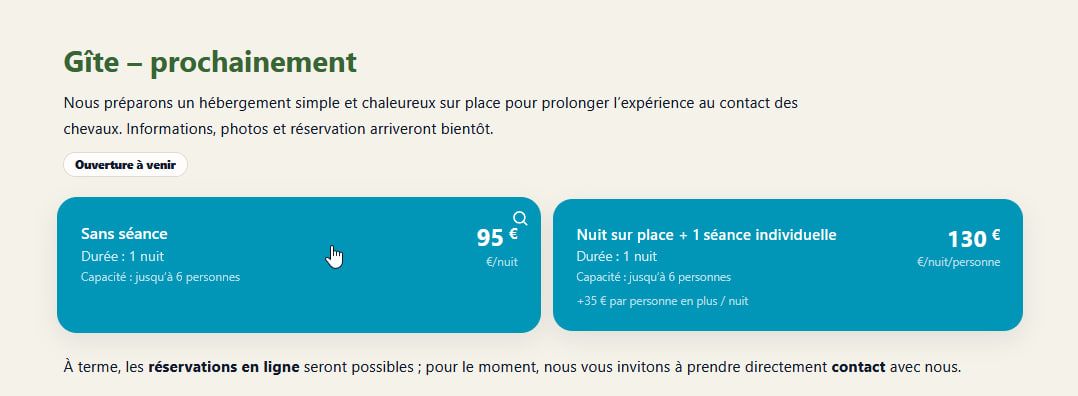 Gîte – prochainement
Nous préparons un hébergement simple et chaleureux sur place pour prolonger l’expérience au contact des
chevaux. Informations, photos et réservation arriveront bientôt.
Ouverture à venir
Sans séance
Durée : 1 nuit
Capacité : jusqu’à 6 personnes
95 €
€/nuit
Nuit sur place + 1 séance individuelle
Durée : 1 nuit
Capacité : jusqu’à 6 personnes
+35 € par personne en plus / nuit
130 €
€/nuit/personne
À terme, les réservations en ligne seront possibles ; pour le moment, nous vous invitons à prendre directement contact avec nous.